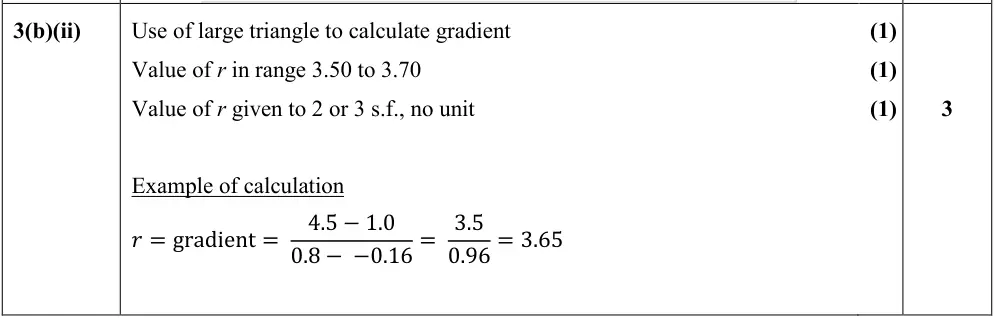 3(b)(ii) Use of large triangle to calculate gradient (1)
Value of r in range 3.50 to 3.70 (1)
Value of r given to 2 or 3 s.f., no unit (1) 3
Example of calculation
r = gradient = (4.5 − 1.0)/(0.8 − −0.16) = 3.5/0.96 = 3.65